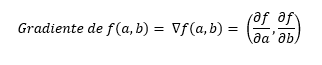 Gradiente de f(a,b) = ∇f(a,b) = (∂f/∂a, ∂f/∂b)